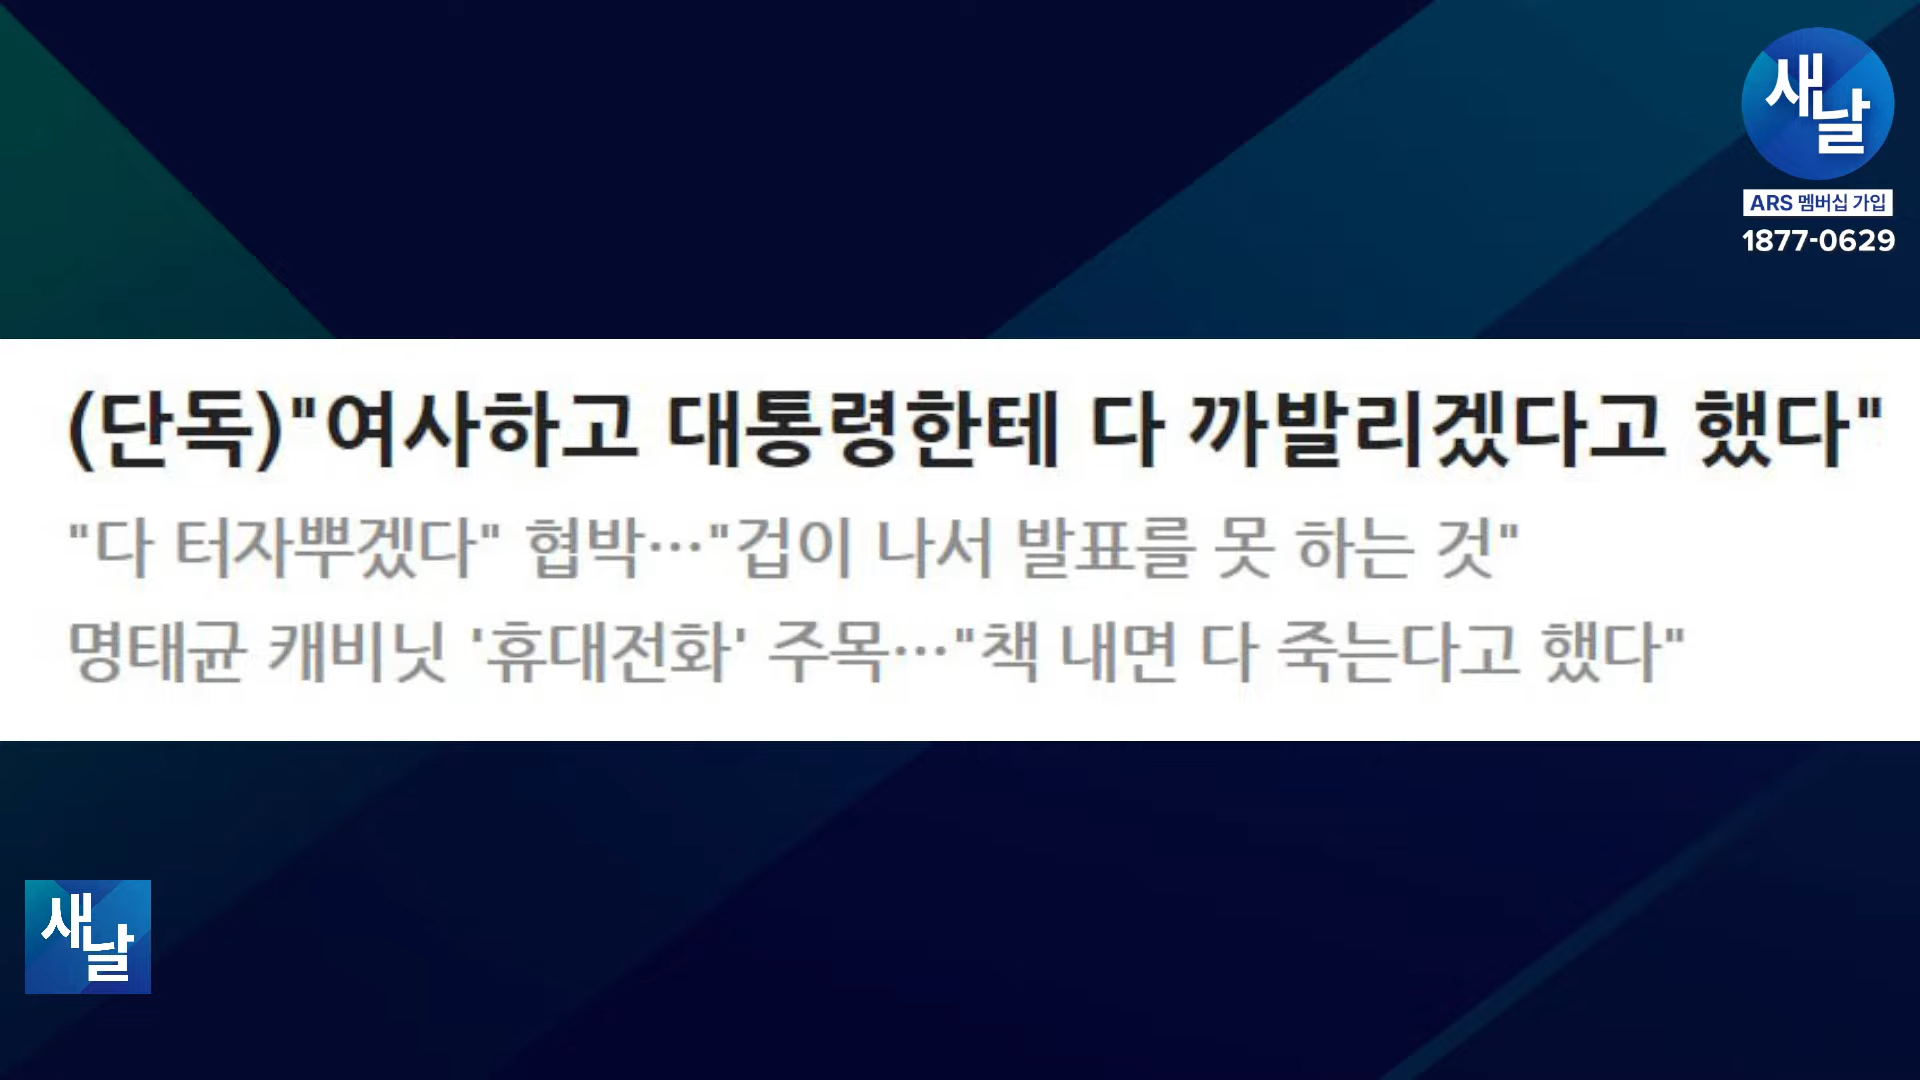 새날
ARS 멤버십 가입
1877-0629
(단독)"여사하고 대통령한테 다 까발리겠다고 했다"
"다 터자뿌겠다" 협박…"겁이 나서 발표를 못 하는 것"
명태균 캐비닛 '휴대전화' 주목…"책 내면 다 죽는다고 했다"
새날